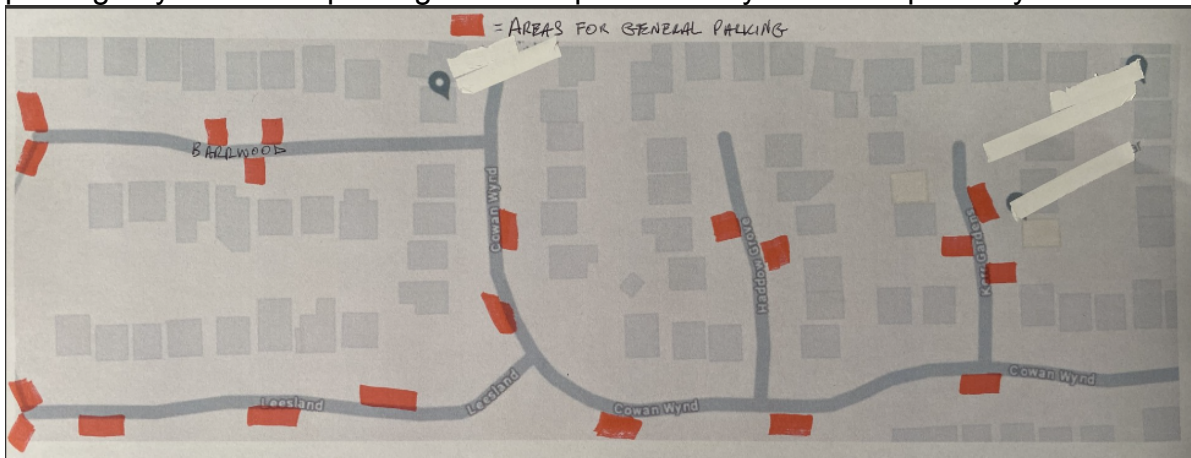 = AREAS FOR GENERAL PARKING
BARRWOOD
Cowan Wynd
Haddow Grove
Kerr Gardens
Leesland
Leesland
Cowan Wynd
Cowan Wynd